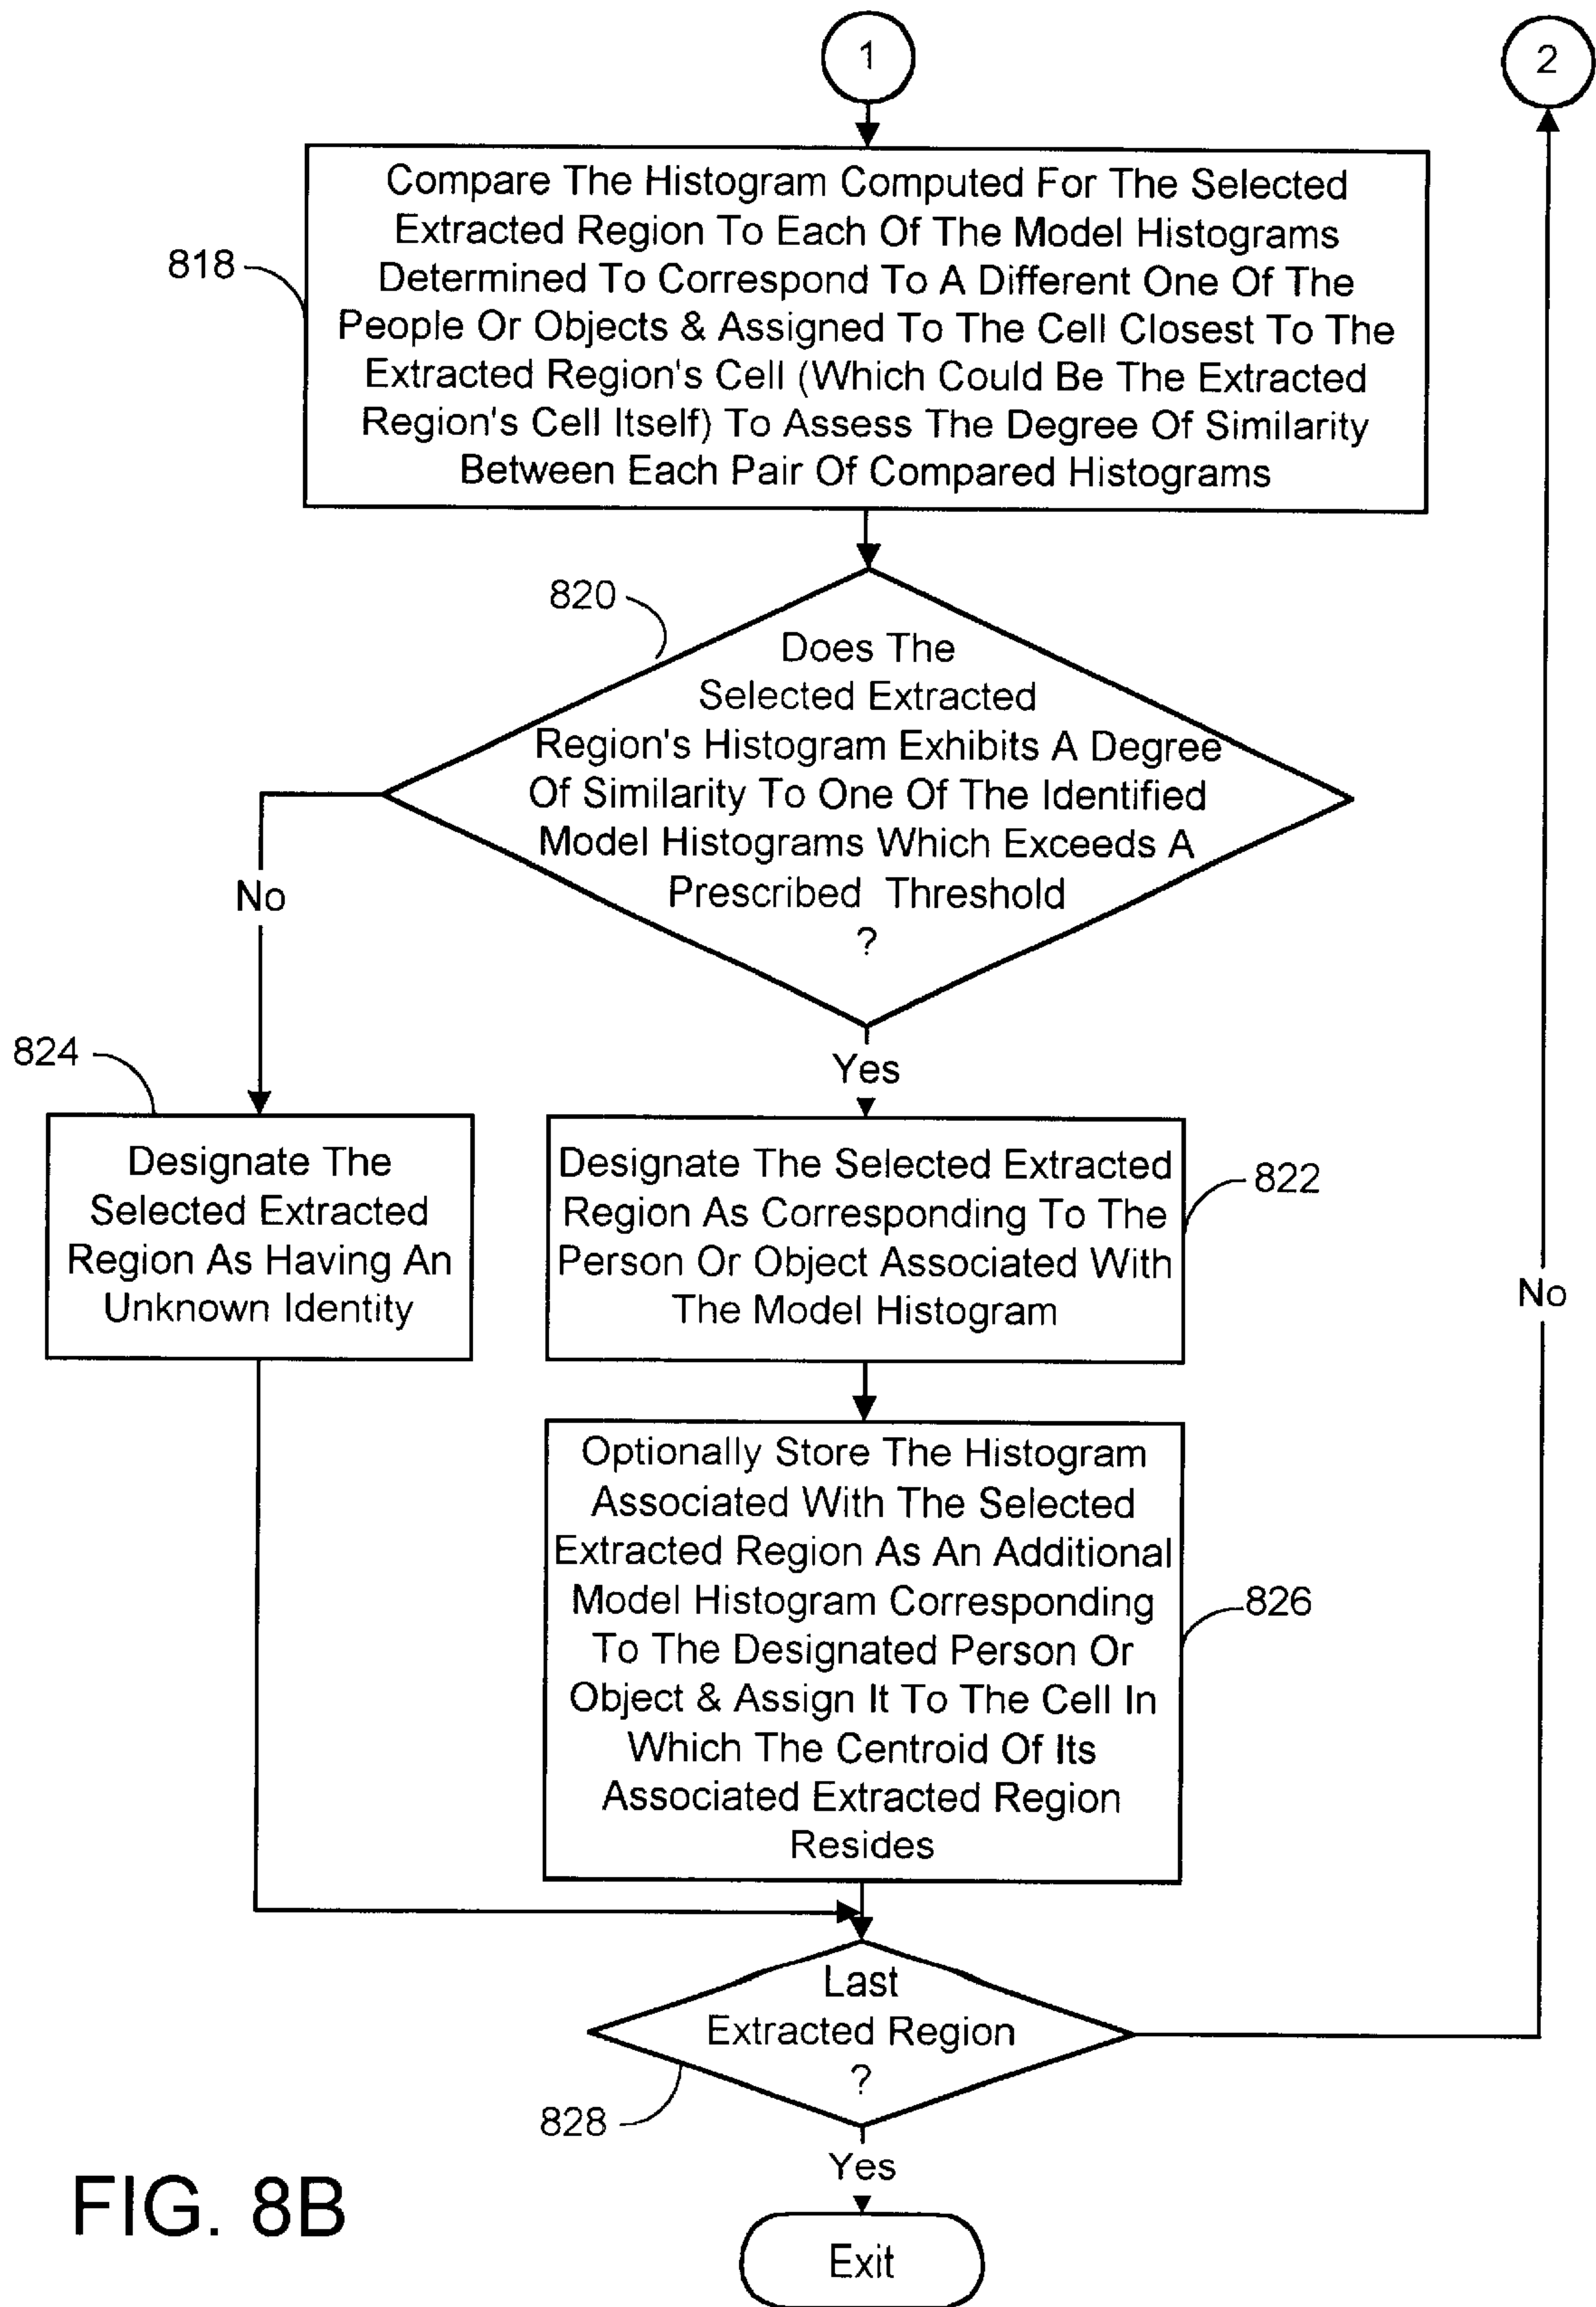 1
2
Compare The Histogram Computed For The Selected
Extracted Region To Each Of The Model Histograms
Determined To Correspond To A Different One Of The
People Or Objects & Assigned To The Cell Closest To The
Extracted Region's Cell (Which Could Be The Extracted
Region's Cell Itself) To Assess The Degree Of Similarity
Between Each Pair Of Compared Histograms
818
820
Does The
Selected Extracted
Region's Histogram Exhibits A Degree
Of Similarity To One Of The Identified
Model Histograms Which Exceeds A
Prescribed Threshold
?
No
Yes
824
Designate The
Selected Extracted
Region As Having An
Unknown Identity
Designate The Selected Extracted
Region As Corresponding To The
Person Or Object Associated With
The Model Histogram
822
No
Optionally Store The Histogram
Associated With The Selected
Extracted Region As An Additional
Model Histogram Corresponding
To The Designated Person Or
Object & Assign It To The Cell In
Which The Centroid Of Its
Associated Extracted Region
Resides
826
Last
Extracted Region
?
828
Yes
Exit
FIG. 8B